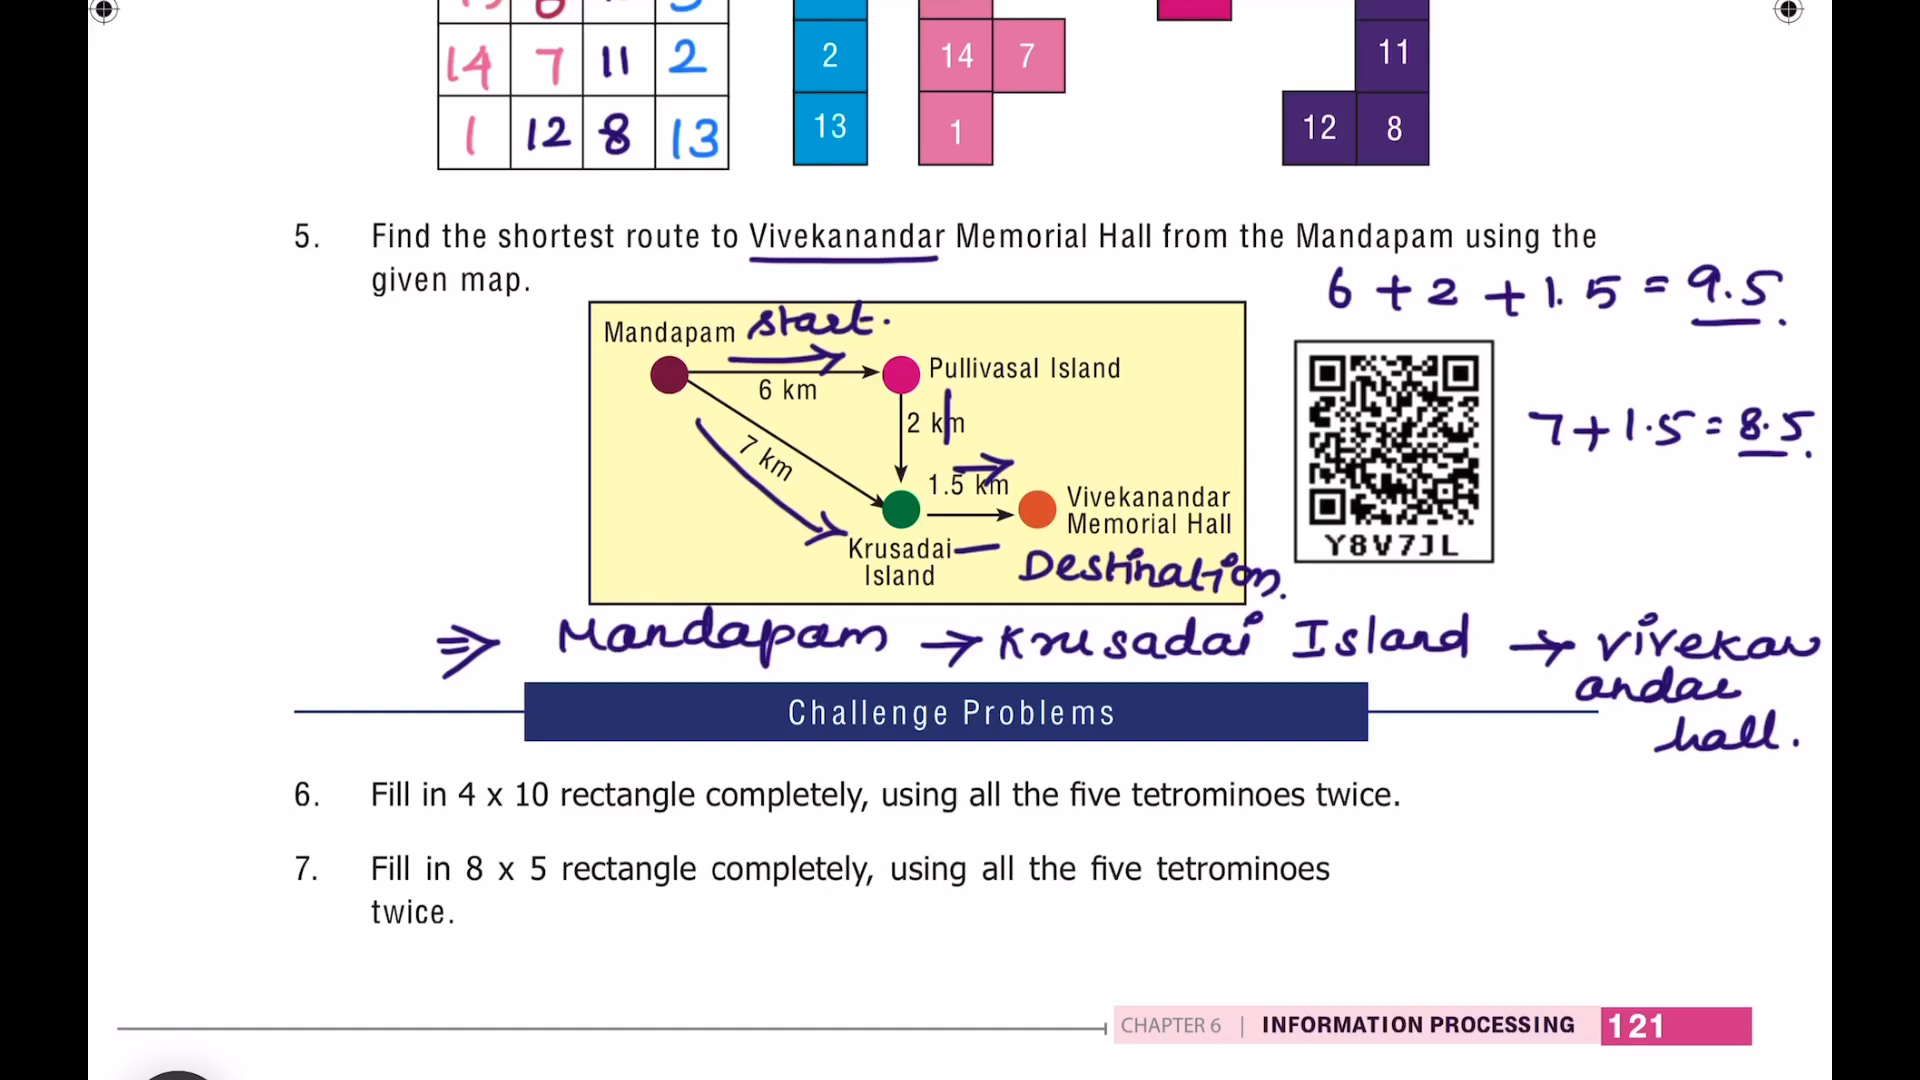 14 7 11 2
1 12 8 13
2
13
14 7
1
11
12 8
5. Find the shortest route to Vivekanandar Memorial Hall from the Mandapam using the
given map.
6 + 2 + 1.5 = 9.5.
Mandapam start.
6 km
Pullivasal Island
2 km
7 km
1.5 km
Vivekanandar
Memorial Hall
Krusadai
Island
Destination.
Y8V7JL
7 + 1.5 = 8.5.
⇒ Mandapam → Krusadai Island → vivekan
andar
hall.
Challenge Problems
6. Fill in 4 x 10 rectangle completely, using all the five tetrominoes twice.
7. Fill in 8 x 5 rectangle completely, using all the five tetrominoes
twice.
CHAPTER 6 | INFORMATION PROCESSING 121